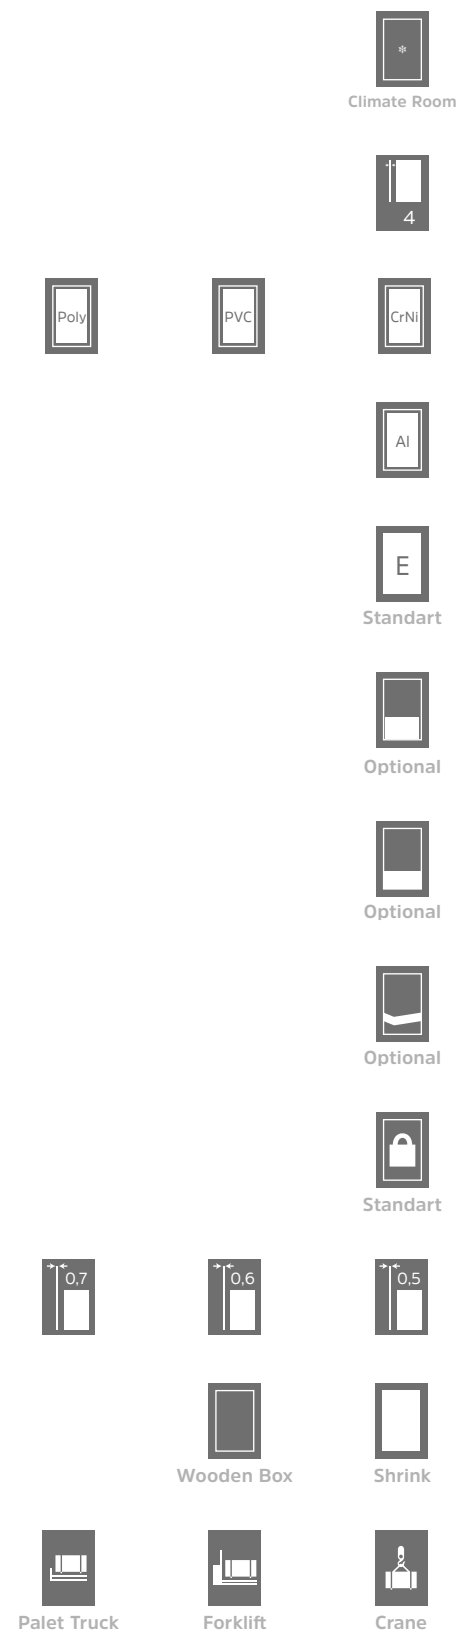 Climate Room
4
Poly PVC CrNi
Al
E
Standart
Optional
Optional
Optional
Standart
0,7 0,6 0,5
Wooden Box Shrink
Palet Truck Forklift Crane